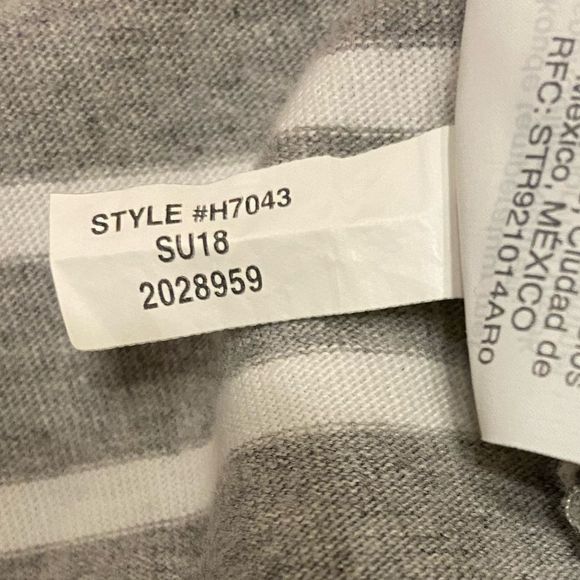 STYLE #H7043
SU18
2028959
México, Ciudad de
México, MÉXICO
RFC: STR921014ARo